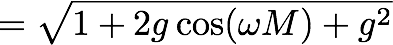 = √(1 + 2g cos(ωM) + g²)